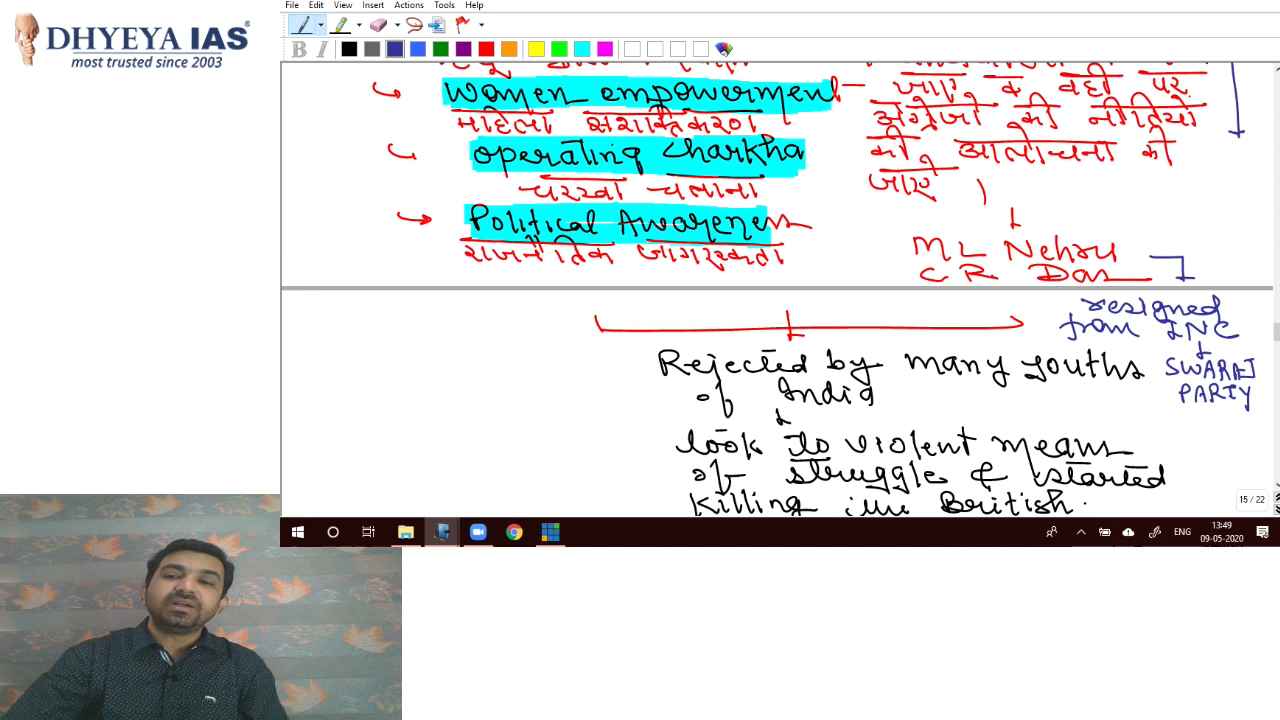 DHYEYA IAS®
most trusted since 2003
File Edit View Insert Actions Tools Help
B I
Women empowerment
महिला सशक्तिकरण
operating charkha
चरखा चलाना
Political Awareness
राजनैतिक जागरूकता
जाए व वहाँ पर
अंग्रेजो की नीतियो
की आलोचना की
जाये ।
M L Nehru
C R Das
resigned
from INC
SWARAJ
PARTY
Rejected by many youths
of India
look to violent means
of struggle & started
Killing British.
15 / 22
ENG
13:49
09-05-2020